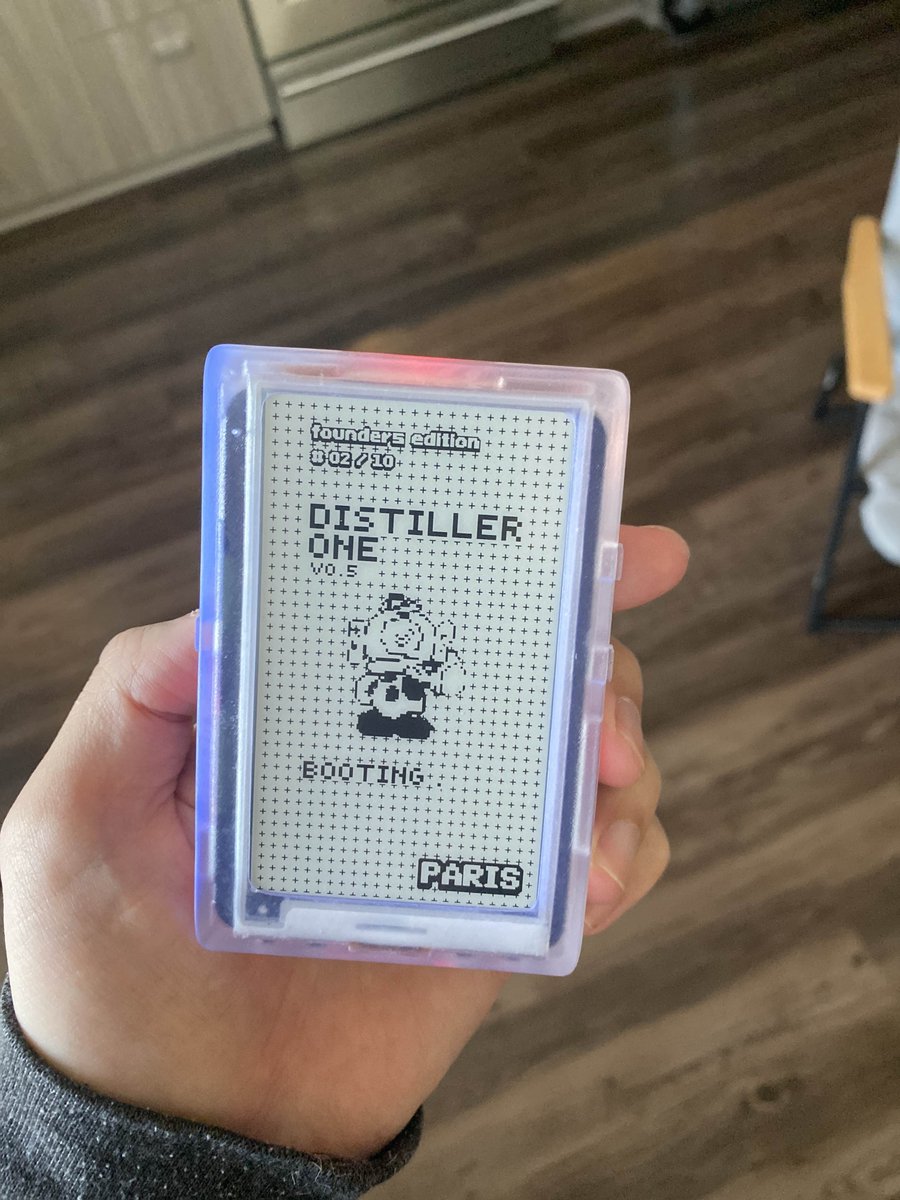 founders edition
# 02 / 10
DISTILLER
ONE
V0.5
BOOTING .
PARIS